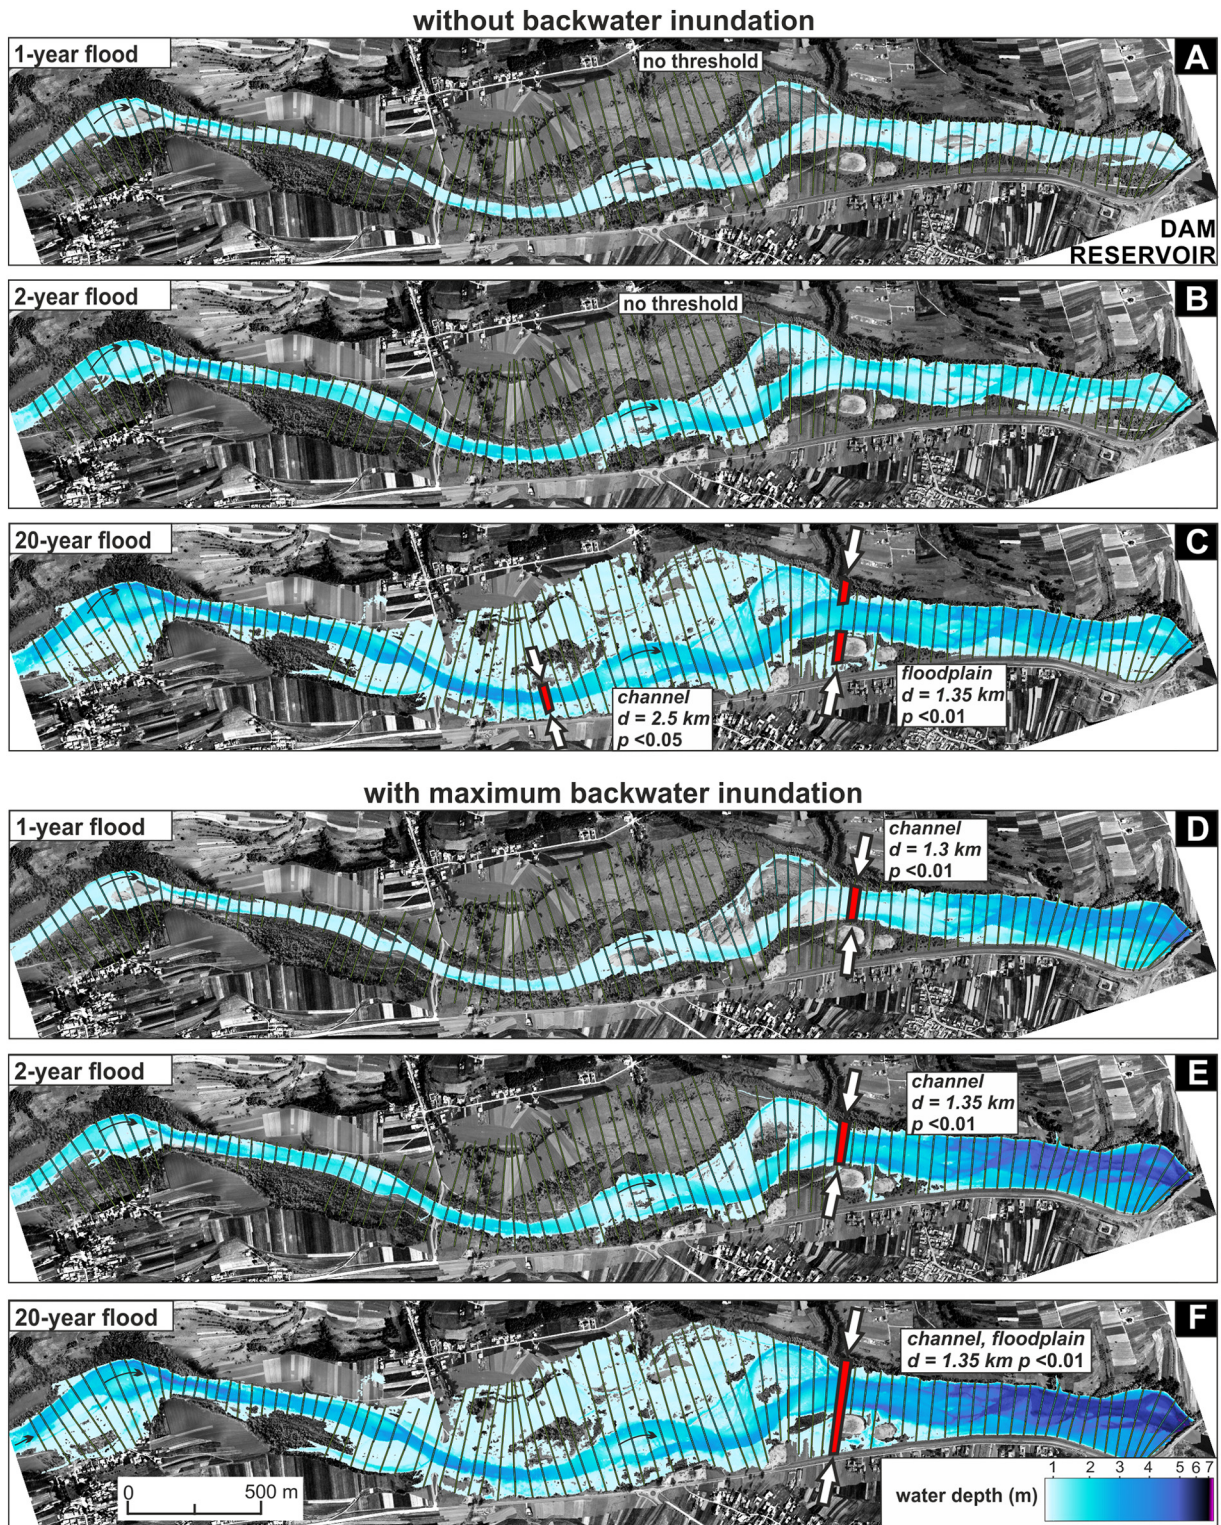 without backwater inundation
1-year flood
no threshold
A
DAM
RESERVOIR
2-year flood
no threshold
B
20-year flood
C
floodplain
d = 1.35 km
p <0.01
channel
d = 2.5 km
p <0.05
with maximum backwater inundation
1-year flood
channel
d = 1.3 km
p <0.01
D
2-year flood
channel
d = 1.35 km
p <0.01
E
20-year flood
channel, floodplain
d = 1.35 km p <0.01
F
0 500 m
water depth (m)
1 2 3 4 5 6 7